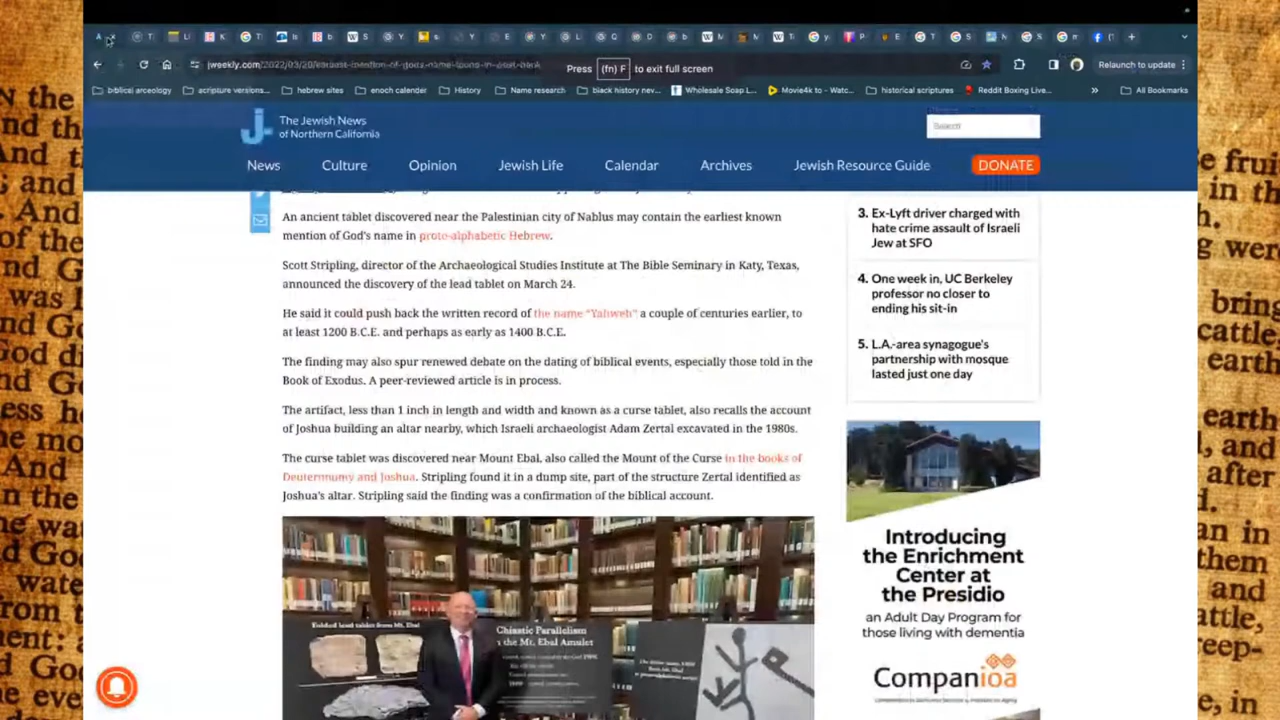 Press (fn) F to exit full screen
Relaunch to update
biblical arceology
acripture versions...
hebrew sites
enoch calender
History
Name research
black history nev...
Wholesale Soap L...
Movie4k to - Watc...
historical scriptures
Reddit Boxing Live...
»
All Bookmarks
J.
The Jewish News
of Northern California
Search
News
Culture
Opinion
Jewish Life
Calendar
Archives
Jewish Resource Guide
DONATE
An ancient tablet discovered near the Palestinian city of Nablus may contain the earliest known
mention of God's name in proto-alphabetic Hebrew.
Scott Stripling, director of the Archaeological Studies Institute at The Bible Seminary in Katy, Texas,
announced the discovery of the lead tablet on March 24.
He said it could push back the written record of the name "Yahweh" a couple of centuries earlier, to
at least 1200 B.C.E. and perhaps as early as 1400 B.C.E.
The finding may also spur renewed debate on the dating of biblical events, especially those told in the
Book of Exodus. A peer-reviewed article is in process.
The artifact, less than 1 inch in length and width and known as a curse tablet, also recalls the account
of Joshua building an altar nearby, which Israeli archaeologist Adam Zertal excavated in the 1980s.
The curse tablet was discovered near Mount Ebal, also called the Mount of the Curse in the books of
Deuteronomy and Joshua. Stripling found it in a dump site, part of the structure Zertal identified as
Joshua's altar. Stripling said the finding was a confirmation of the biblical account.
Folded lead tablet from Mt. Ebal
Chiastic Parallelism
in the Mt. Ebal Amulet
3. Ex-Lyft driver charged with
hate crime assault of Israeli
Jew at SFO
4. One week in, UC Berkeley
professor no closer to
ending his sit-in
5. L.A.-area synagogue's
partnership with mosque
lasted just one day
Introducing
the Enrichment
Center at
the Presidio
an Adult Day Program for
those living with dementia
Companioa